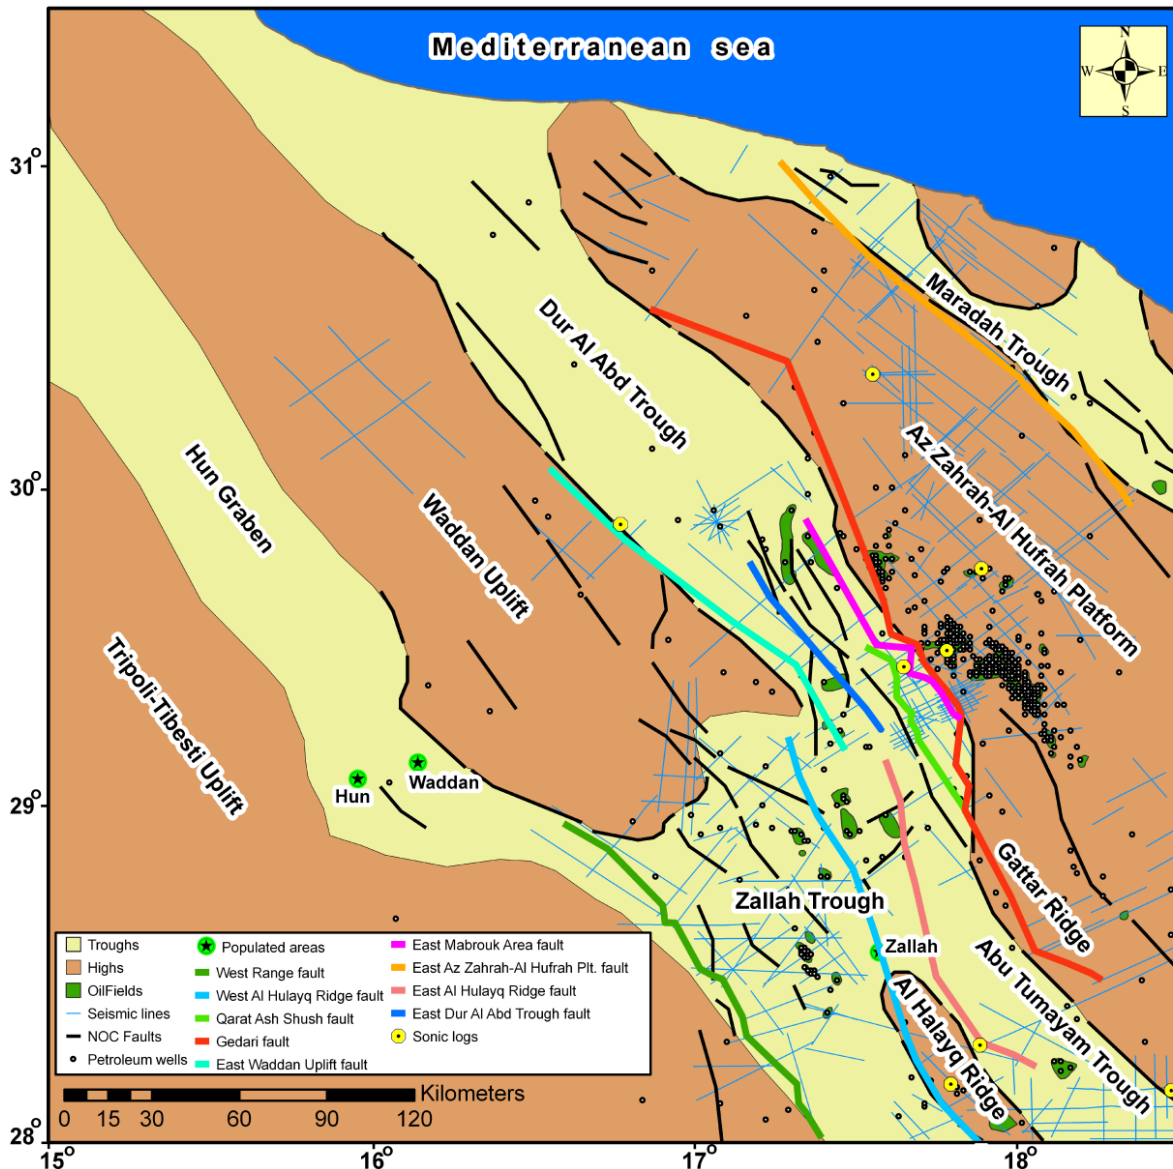 Mediterranean sea
N
W E
S
31°
30°
29°
28°
15°
16°
17°
18°
Maradah Trough
Dur Al Abd Trough
Az Zahrah-Al Hufrah Platform
Hun Graben
Waddan Uplift
Tripoli-Tibesti Uplift
Hun
Waddan
Zallah Trough
Zallah
Gattar Ridge
Abu Tumayam Trough
Al Halayq Ridge
Troughs
Highs
OilFields
Seismic lines
NOC Faults
Petroleum wells
Populated areas
West Range fault
West Al Hulayq Ridge fault
Qarat Ash Shush fault
Gedari fault
East Waddan Uplift fault
East Mabrouk Area fault
East Az Zahrah-Al Hufrah Plt. fault
East Al Hulayq Ridge fault
East Dur Al Abd Trough fault
Sonic logs
Kilometers
0 15 30 60 90 120